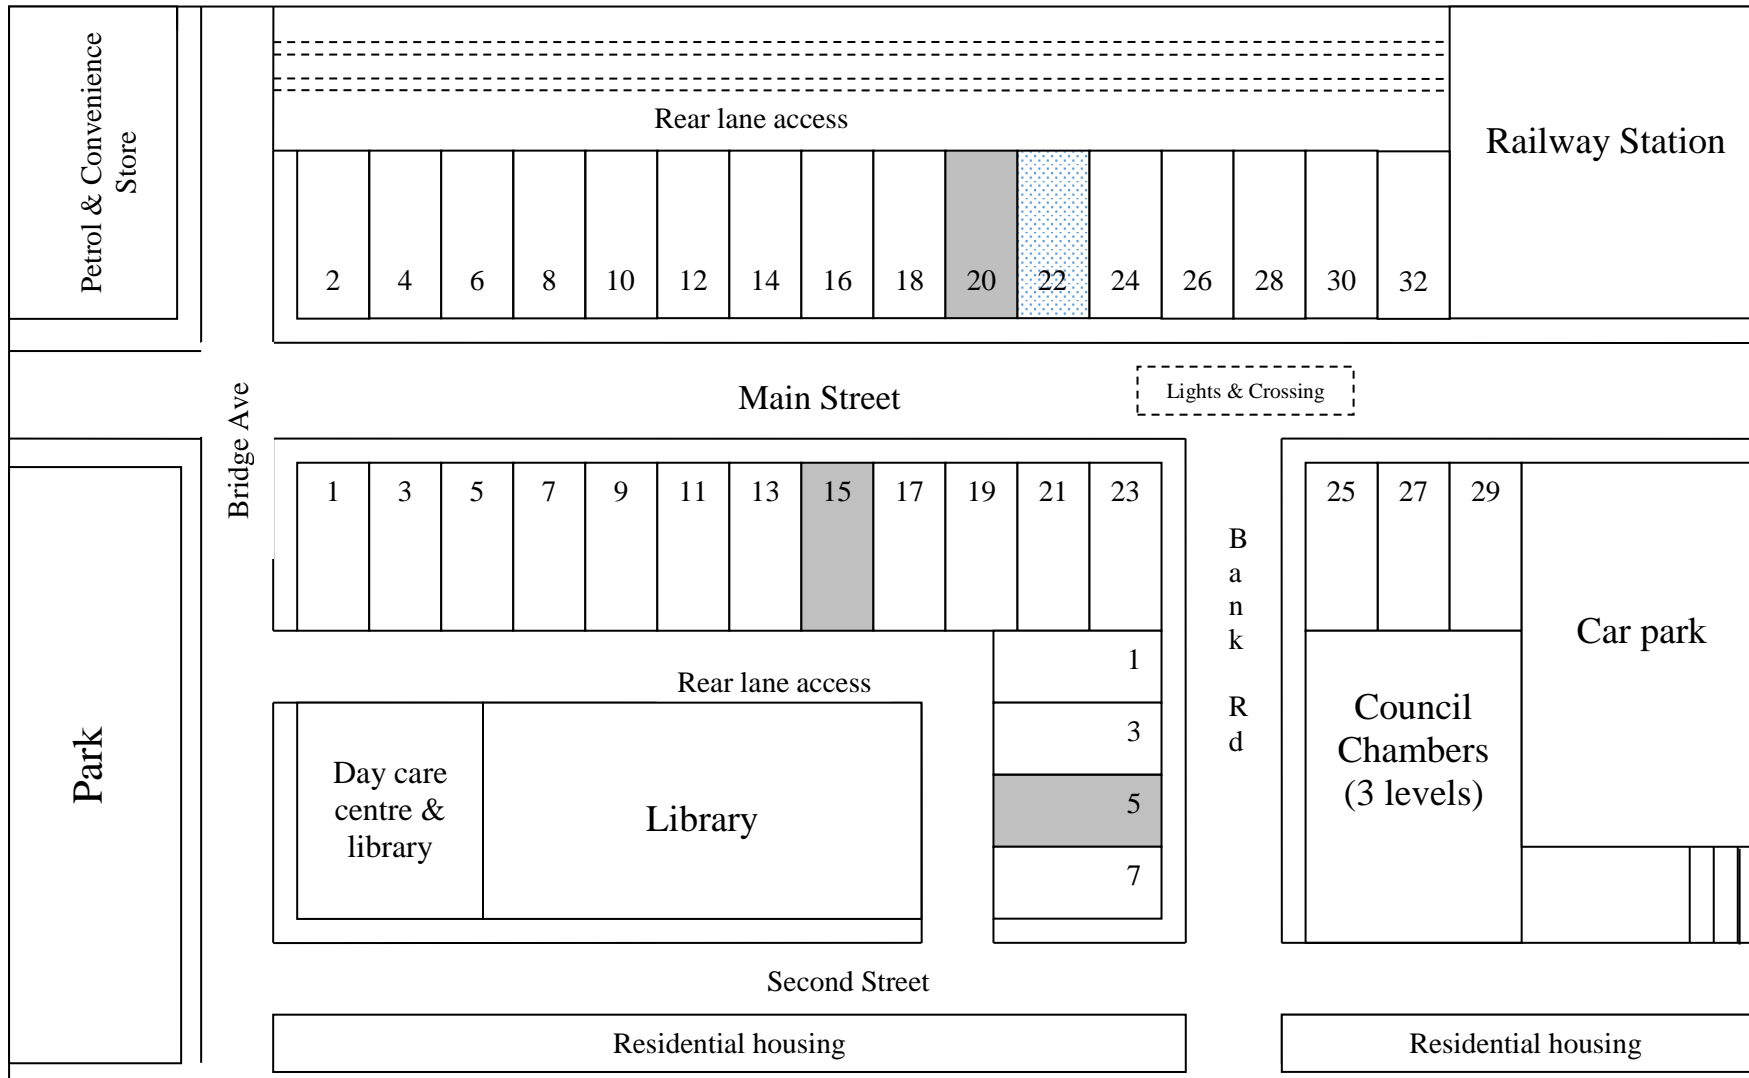 Petrol & Convenience
Store
Rear lane access
Railway Station
2 4 6 8 10 12 14 16 18 20 22 24 26 28 30 32
Bridge Ave
Main Street
Lights & Crossing
1 3 5 7 9 11 13 15 17 19 21 23
25 27 29
Park
B
a
n
k
R
d
Rear lane access
1
3
5
7
Day care
centre &
library
Library
Council
Chambers
(3 levels)
Car park
Second Street
Residential housing
Residential housing